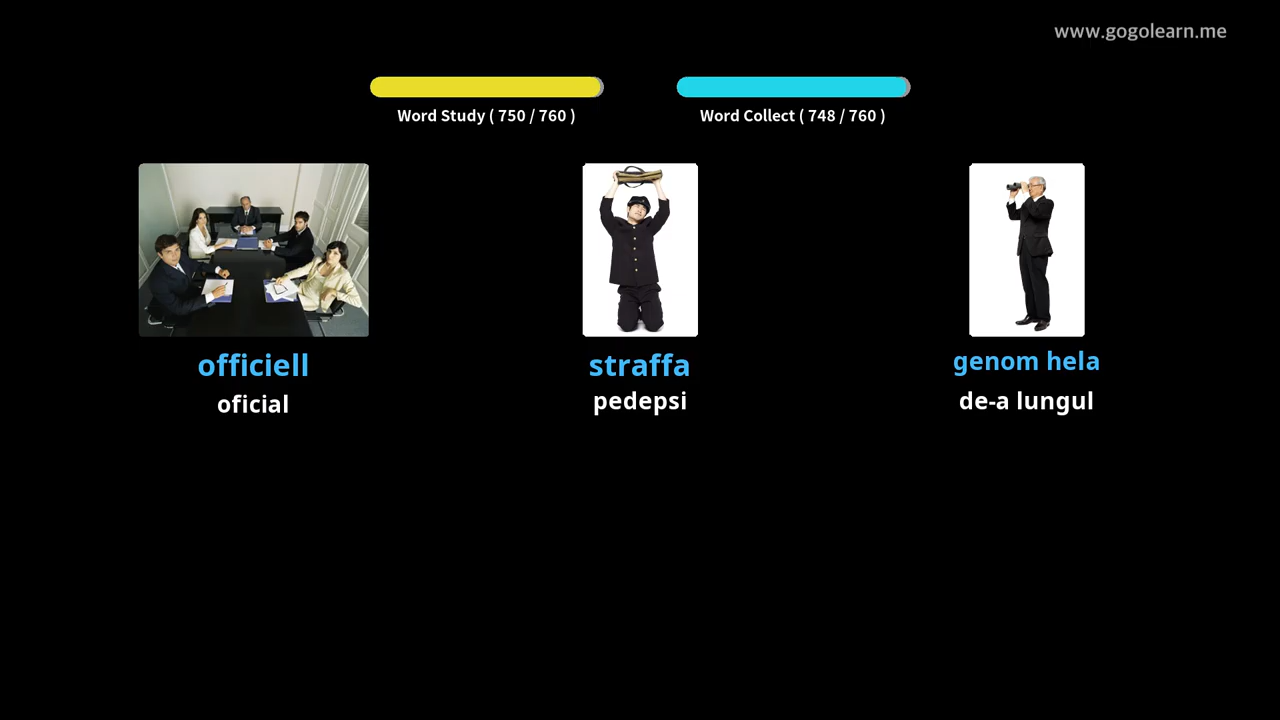 www.gogolearn.me
Word Study ( 750 / 760 )
Word Collect ( 748 / 760 )
officiell
oficial
straffa
pedepsi
genom hela
de-a lungul